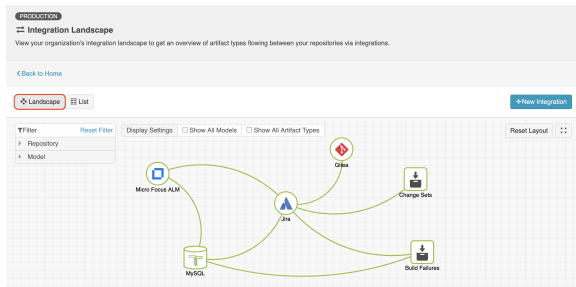 PRODUCTION
Integration Landscape
View your organization's integration landscape to get an overview of artifact types flowing between your repositories via integrations.
Back to Home
Landscape
List
+New Integration
Filter
Reset Filter
Display Settings
Show All Models
Show All Artifact Types
Reset Layout
Repository
Model
Gitea
Micro Focus ALM
Change Sets
Jira
Build Failures
MySQL